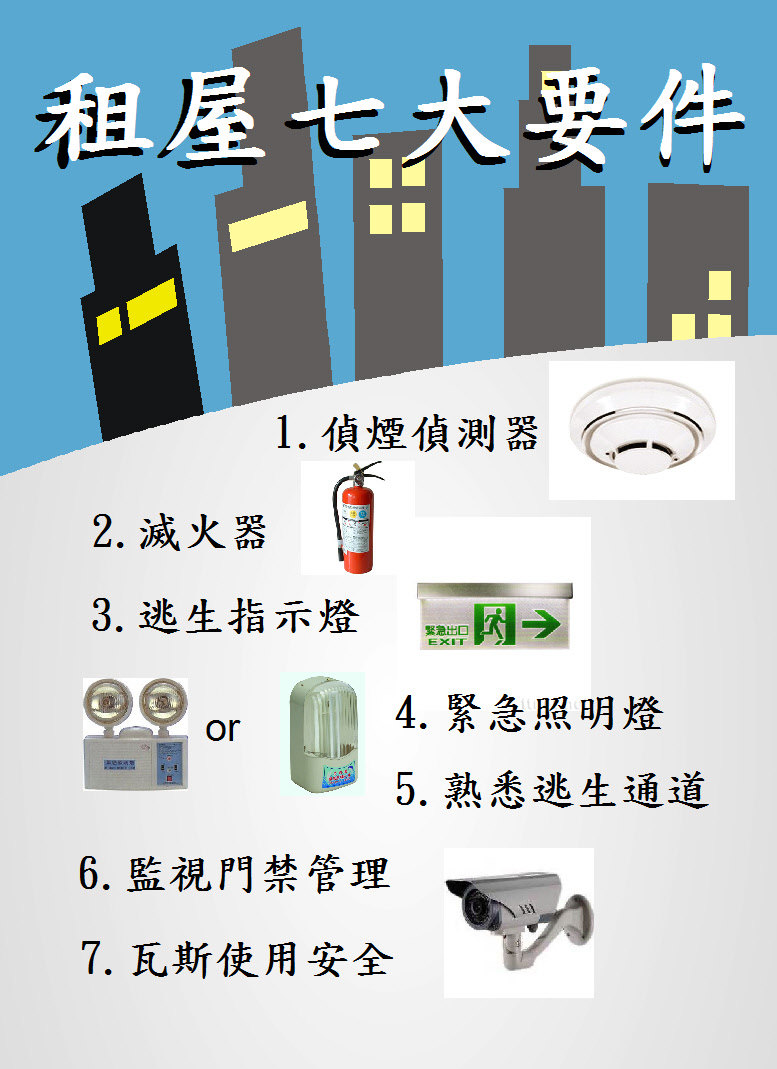 租屋七大要件
1.偵煙偵測器
2.滅火器
3.逃生指示燈
緊急出口
EXIT
or
4.緊急照明燈
5.熟悉逃生通道
6.監視門禁管理
7.瓦斯使用安全